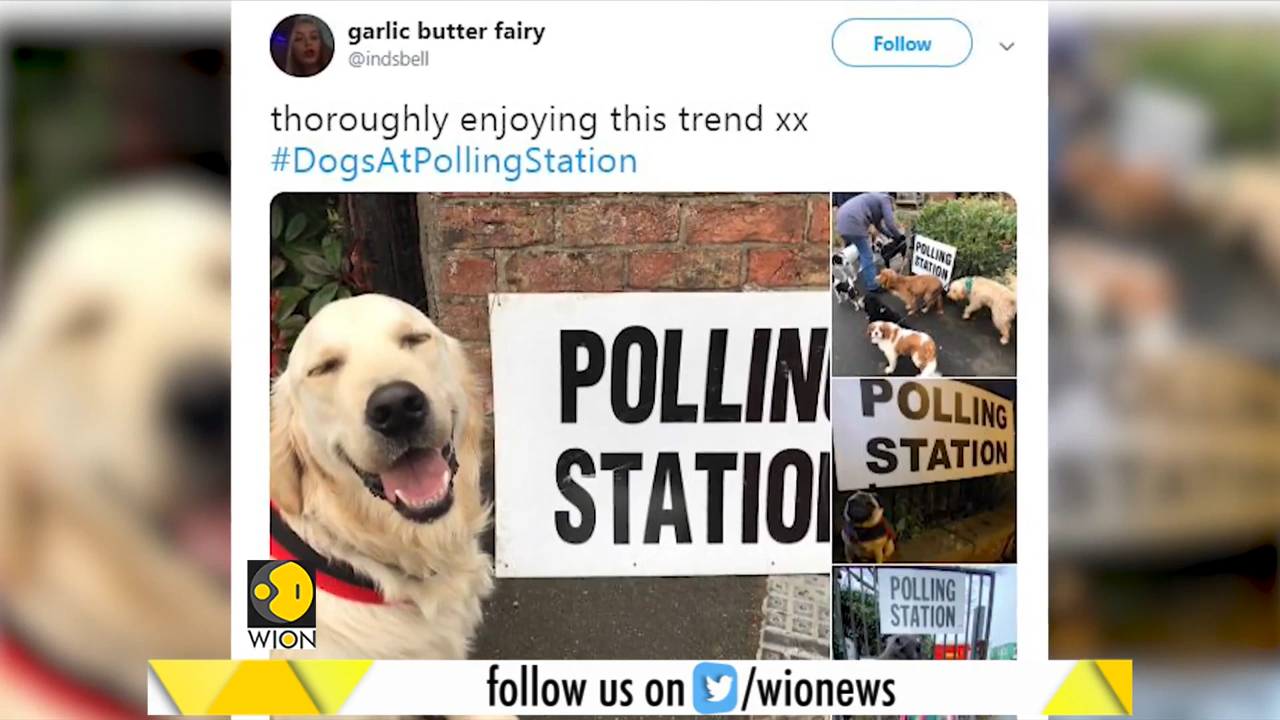 garlic butter fairy
@indsbell
Follow
thoroughly enjoying this trend xx
#DogsAtPollingStation
POLLIN
STATIO
POLLING
STATION
POLLING
STATION
POLLING
STATION
WION
follow us on /wionews